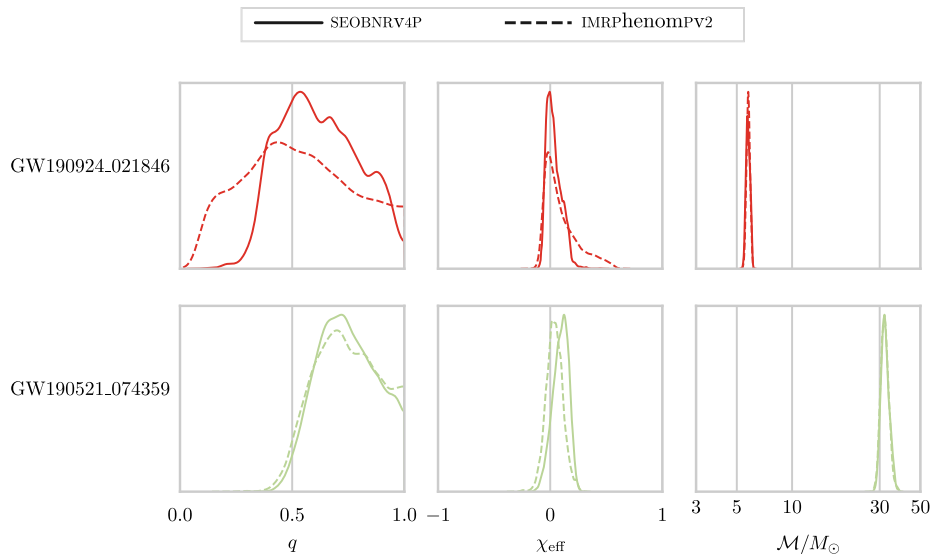 SEOBNRV4P IMRPhenomPv2
GW190924_021846
GW190521_074359
0.0 0.5 1.0 −1 0 1 3 5 10 30 50
q χeff ℳ/M⊙